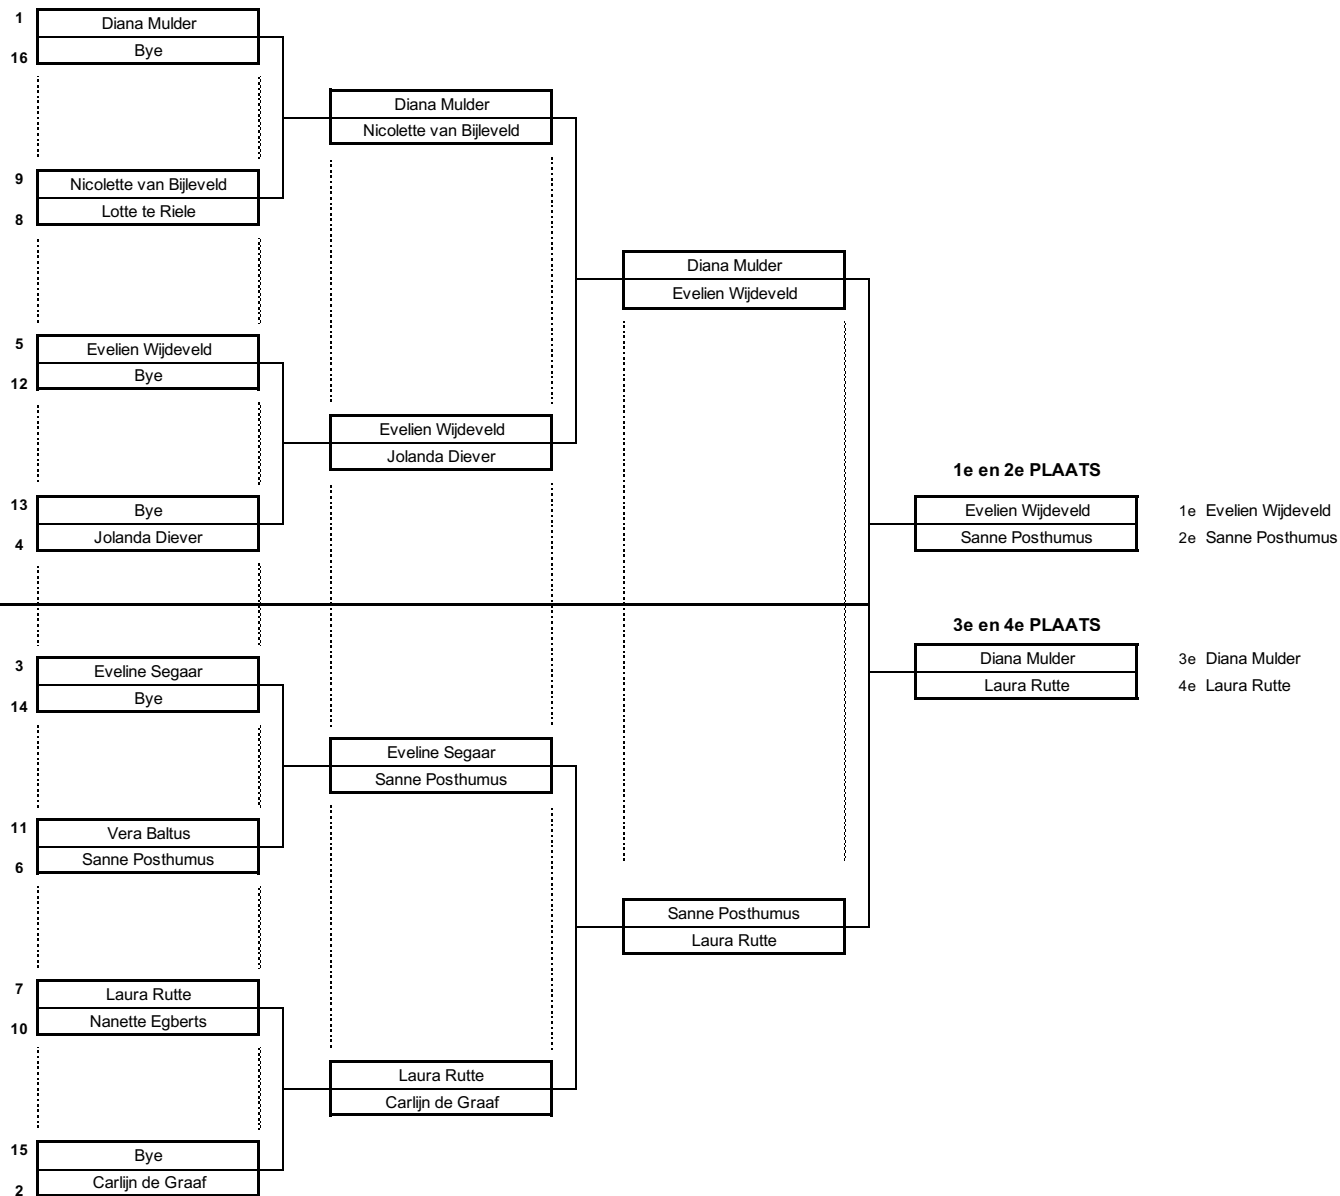 1
Diana Mulder
Bye
16
Diana Mulder
Nicolette van Bijleveld
9
Nicolette van Bijleveld
Lotte te Riele
8
Diana Mulder
Evelien Wijdeveld
5
Evelien Wijdeveld
Bye
12
Evelien Wijdeveld
Jolanda Diever
1e en 2e PLAATS
13
Bye
Jolanda Diever
4
Evelien Wijdeveld
Sanne Posthumus
1e Evelien Wijdeveld
2e Sanne Posthumus
3e en 4e PLAATS
Diana Mulder
Laura Rutte
3e Diana Mulder
4e Laura Rutte
3
Eveline Segaar
Bye
14
Eveline Segaar
Sanne Posthumus
11
Vera Baltus
Sanne Posthumus
6
Sanne Posthumus
Laura Rutte
7
Laura Rutte
Nanette Egberts
10
Laura Rutte
Carlijn de Graaf
15
Bye
Carlijn de Graaf
2